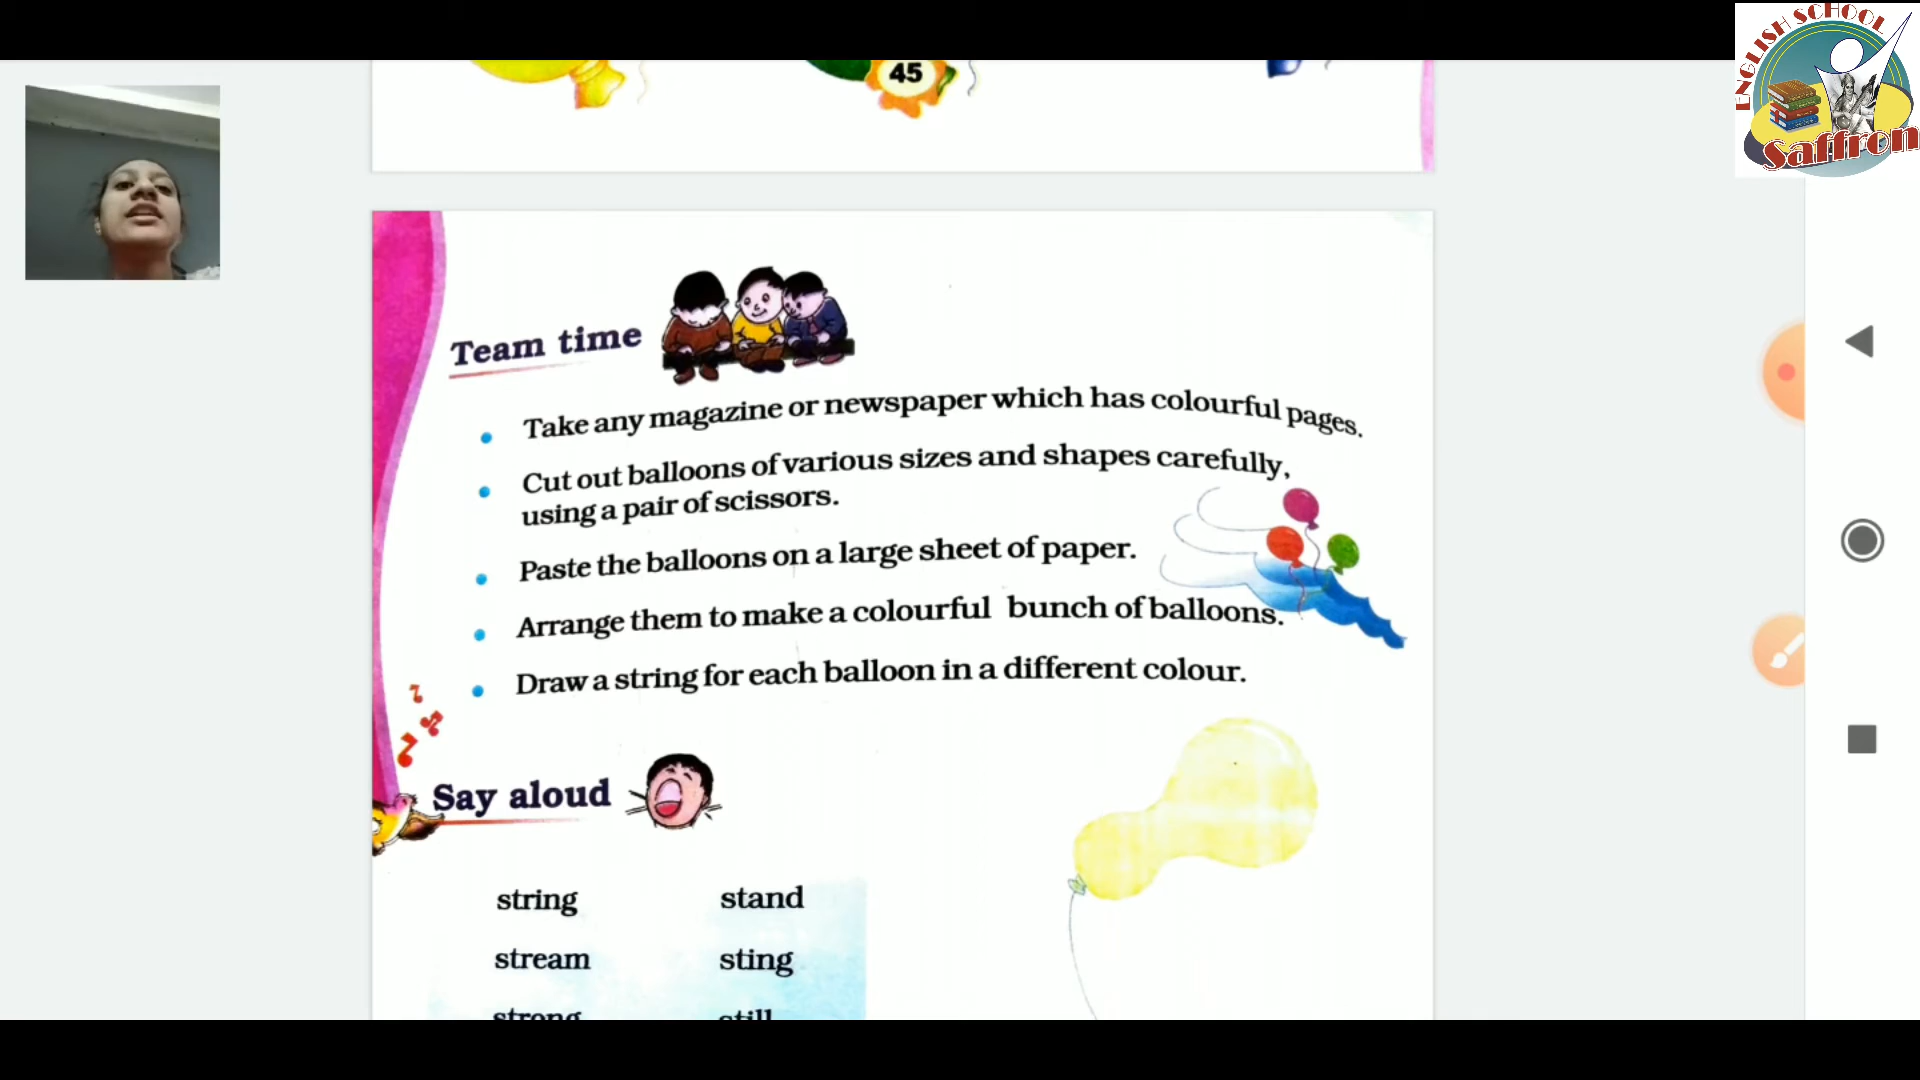 45
ENGLISH SCHOOL
Saffron
Team time
Take any magazine or newspaper which has colourful pages.
Cut out balloons of various sizes and shapes carefully,
using a pair of scissors.
Paste the balloons on a large sheet of paper.
Arrange them to make a colourful bunch of balloons.
Draw a string for each balloon in a different colour.
Say aloud
string stand
stream sting
strong still